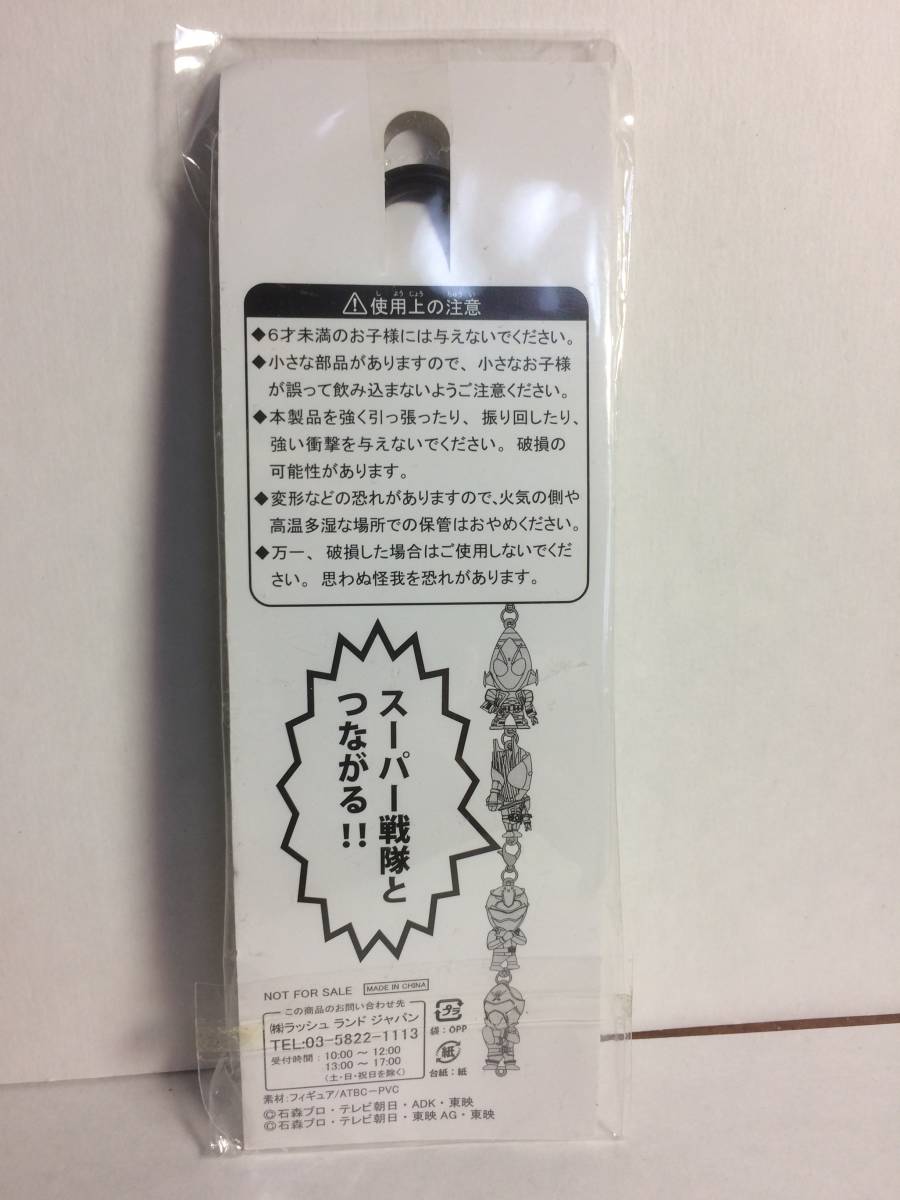 ⚠使用上の注意
しようじょう ちゅうい
◆6才未満のお子様には与えないでください。
◆小さな部品がありますので、小さなお子様
が誤って飲み込まないようご注意ください。
◆本製品を強く引っ張ったり、振り回したり、
強い衝撃を与えないでください。破損の
可能性があります。
◆変形などの恐れがありますので、火気の側や
高温多湿な場所での保管はおやめください。
◆万一、破損した場合はご使用しないでくだ
さい。思わぬ怪我を恐れがあります。
スーパー戦隊と
つながる!!
NOT FOR SALE MADE IN CHINA
この商品のお問い合わせ先
㈱ラッシュ ランド ジャパン
TEL:03-5822-1113
受付時間:10:00 〜 12:00
13:00 〜 17:00
(土・日・祝日を除く)
プラ
袋:OPP
紙
台紙:紙
素材:フィギュア/ATBC-PVC
©石森プロ・テレビ朝日・ADK・東映
©石森プロ・テレビ朝日・東映AG・東映